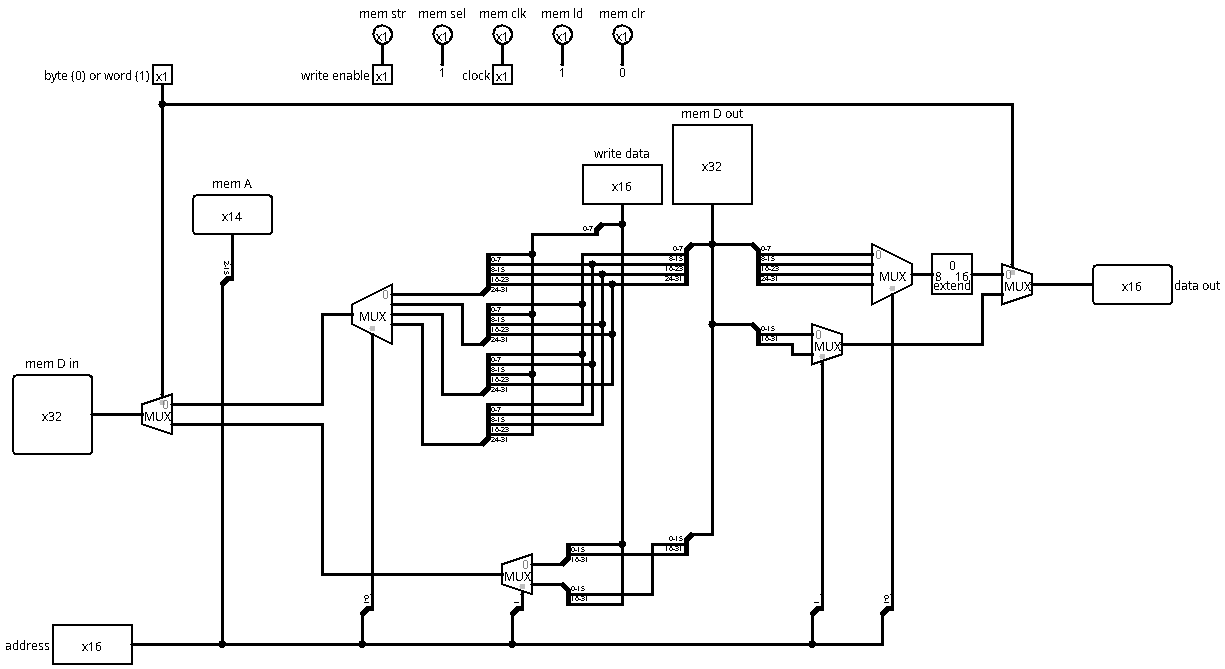 mem str mem sel mem clk mem ld mem clr
x1 x1 x1 x1 x1
byte (0) or word (1) x1 write enable x1 1 clock x1 1 0
mem D out
write data
x32
mem A
x16
x14
0-7
0-7 0-7 0-7
8-15 8-15 8-15
16-23 16-23 16-23
24-31 24-31 24-31
0 MUX
0
8 16
extend
0 MUX
x16 data out
2-15
0 MUX
0-7
8-15
16-23
24-31
0-15
16-31
0 MUX
mem D in
x32
0-7
8-15
16-23
24-31
0 MUX
0-7
8-15
16-23
24-31
0-15
16-31
0-15
16-31
0 MUX
0-15
16-31
0-1 1 1 0-1
address x16